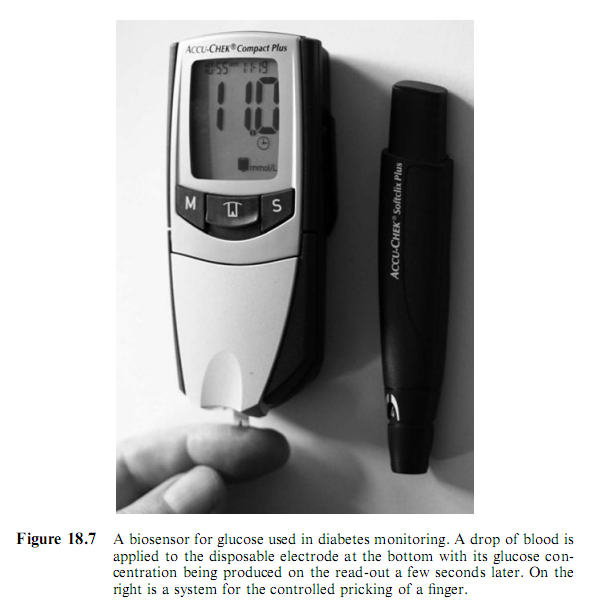 ACCU-CHEK® Compact Plus
10:55 11-19
11.0
mmol/L
M
S
ACCU-CHEK® Softclix Plus
Figure 18.7 A biosensor for glucose used in diabetes monitoring. A drop of blood is
applied to the disposable electrode at the bottom with its glucose con-
centration being produced on the read-out a few seconds later. On the
right is a system for the controlled pricking of a finger.